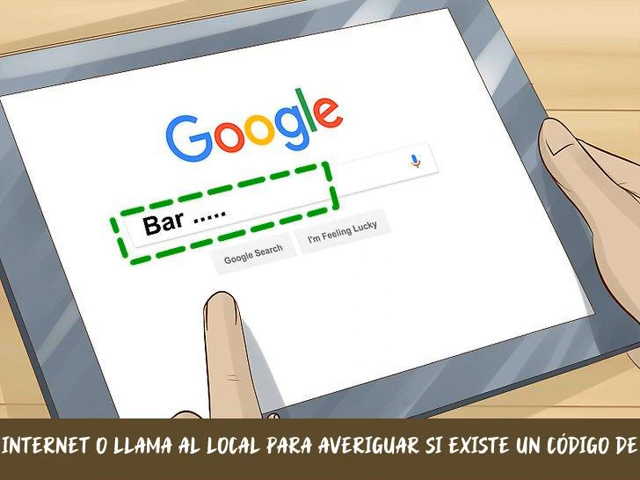 Google
Bar .....
Google Search
I'm Feeling Lucky
INTERNET O LLAMA AL LOCAL PARA AVERIGUAR SI EXISTE UN CÓDIGO DE